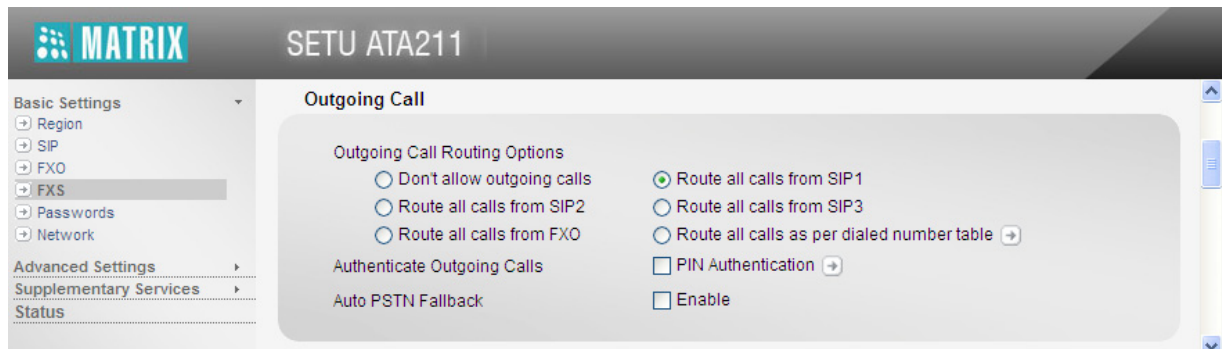 MATRIX
SETU ATA211
Basic Settings
Region
SIP
FXO
FXS
Passwords
Network
Advanced Settings
Supplementary Services
Status
Outgoing Call
Outgoing Call Routing Options
Don't allow outgoing calls
Route all calls from SIP1
Route all calls from SIP2
Route all calls from SIP3
Route all calls from FXO
Route all calls as per dialed number table
Authenticate Outgoing Calls
PIN Authentication
Auto PSTN Fallback
Enable